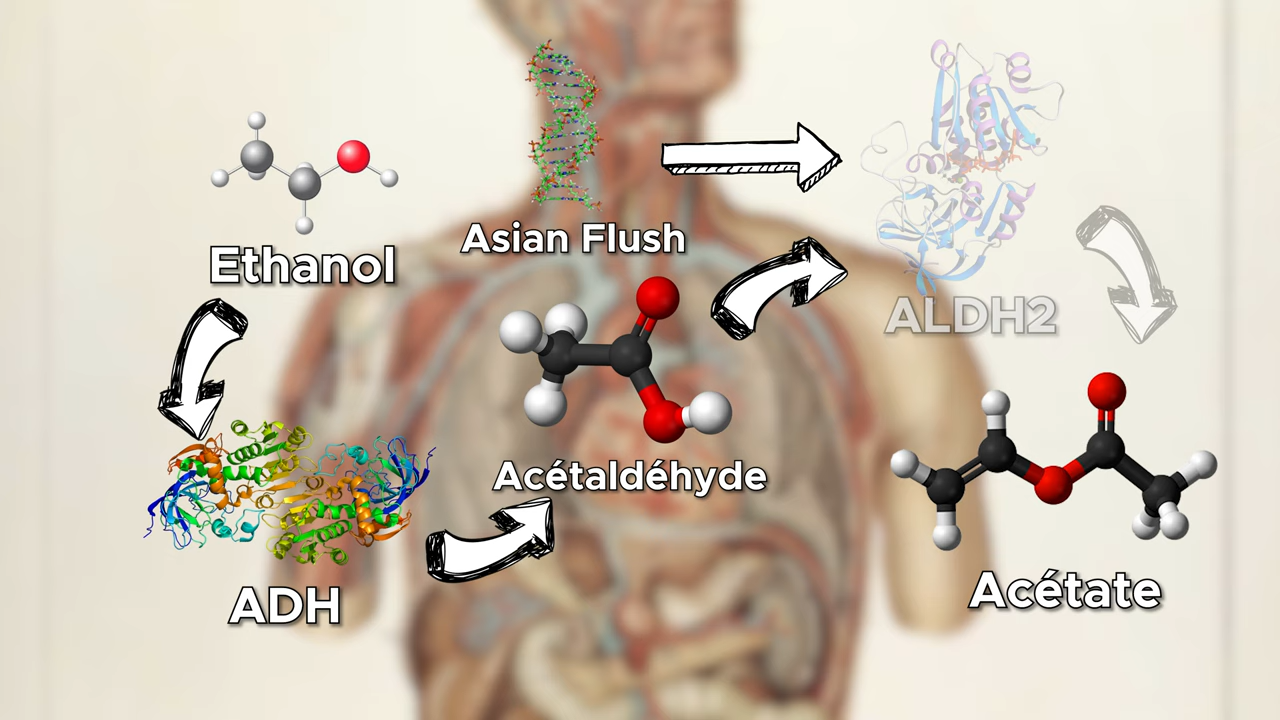 Ethanol
Asian Flush
ALDH2
Acétaldéhyde
ADH
Acétate